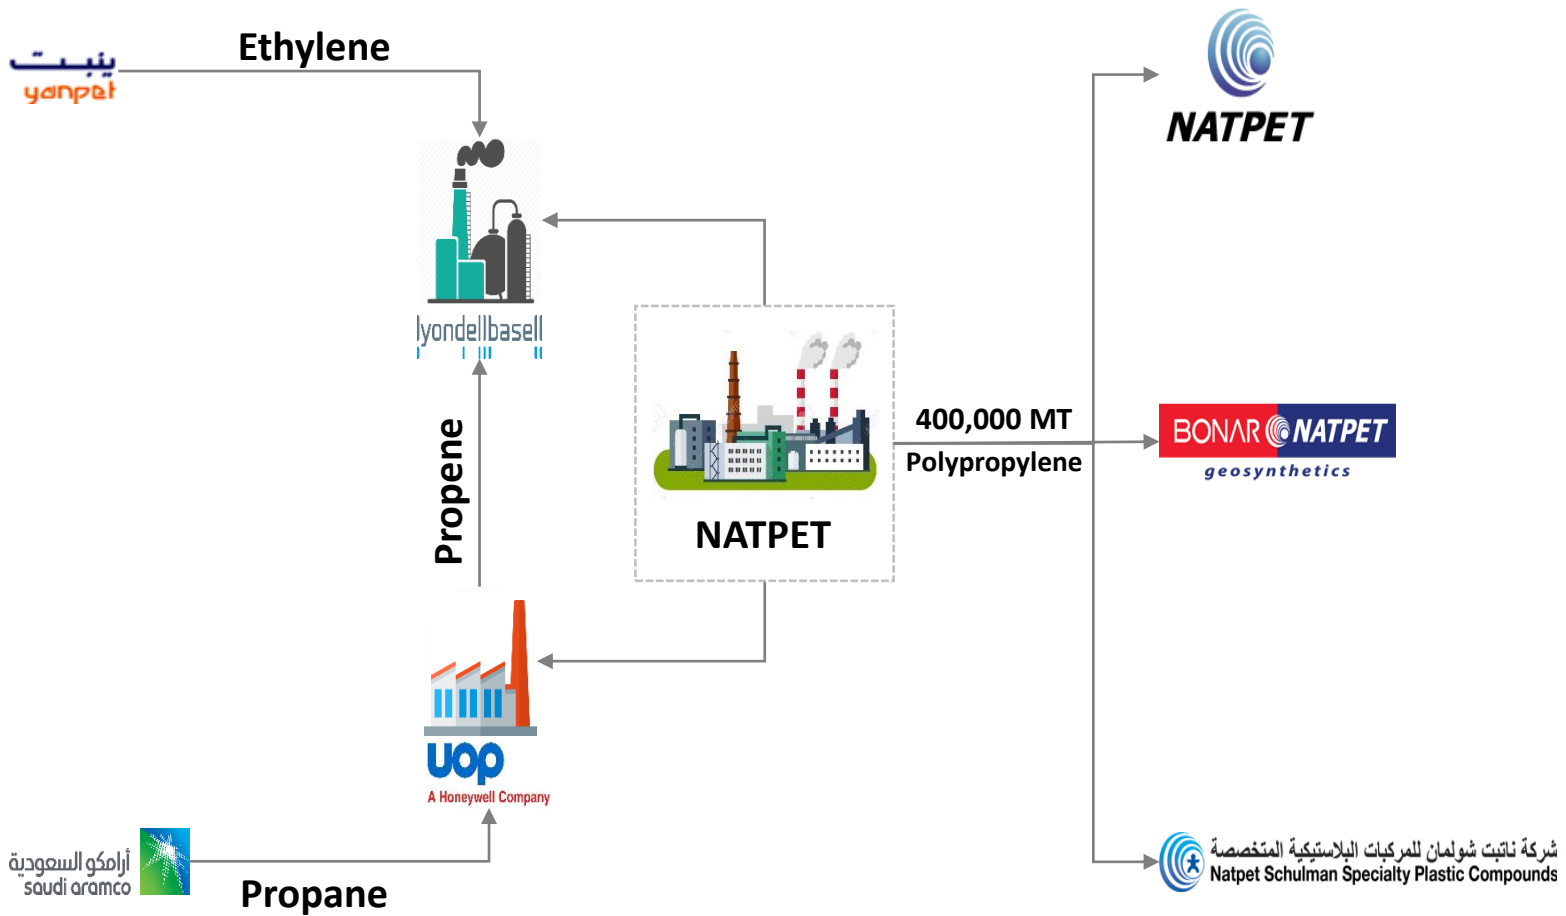 ينبت
yanpet
Ethylene
lyondellbasell
Propene
uop
A Honeywell Company
أرامكو السعودية
saudi aramco
Propane
NATPET
400,000 MT
Polypropylene
NATPET
BONAR NATPET
geosynthetics
شركة ناتبت شولمان للمركبات البلاستيكية المتخصصة
Natpet Schulman Specialty Plastic Compounds